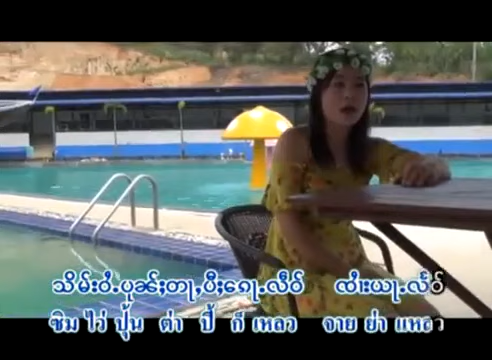 သိမ်းဝႆႉပုၼ်ႈတႃႇပီႈၵေႃႉလဵဝ် ၸၢႆးယႃႇလႅဝ်
ซิม ไว่ ปุ้น ต่า ปี้ ก๊ เหลว จาย ย่า แหลว